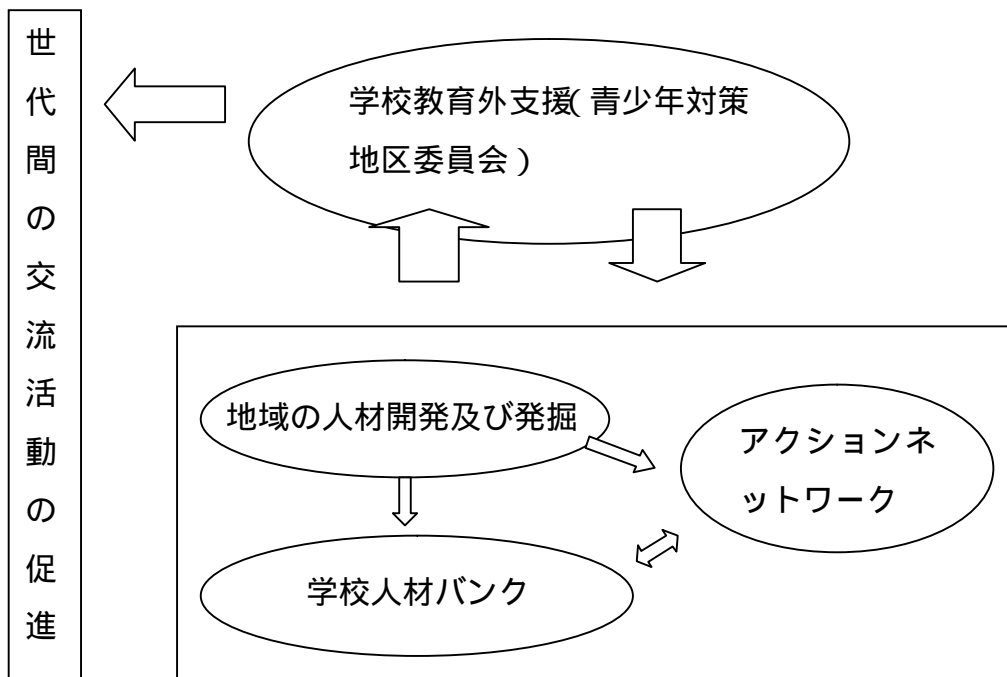 世代間の交流活動の促進
学校教育外支援(青少年対策
地区委員会)
地域の人材開発及び発掘
アクションネ
ットワーク
学校人材バンク